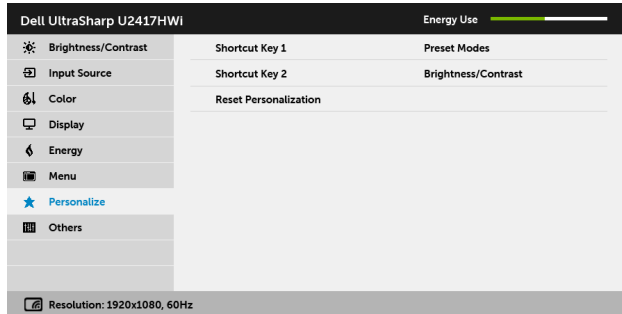 Dell UltraSharp U2417HWi
Energy Use
Brightness/Contrast
Shortcut Key 1
Preset Modes
Input Source
Shortcut Key 2
Brightness/Contrast
Color
Reset Personalization
Display
Energy
Menu
Personalize
Others
Resolution: 1920x1080, 60Hz